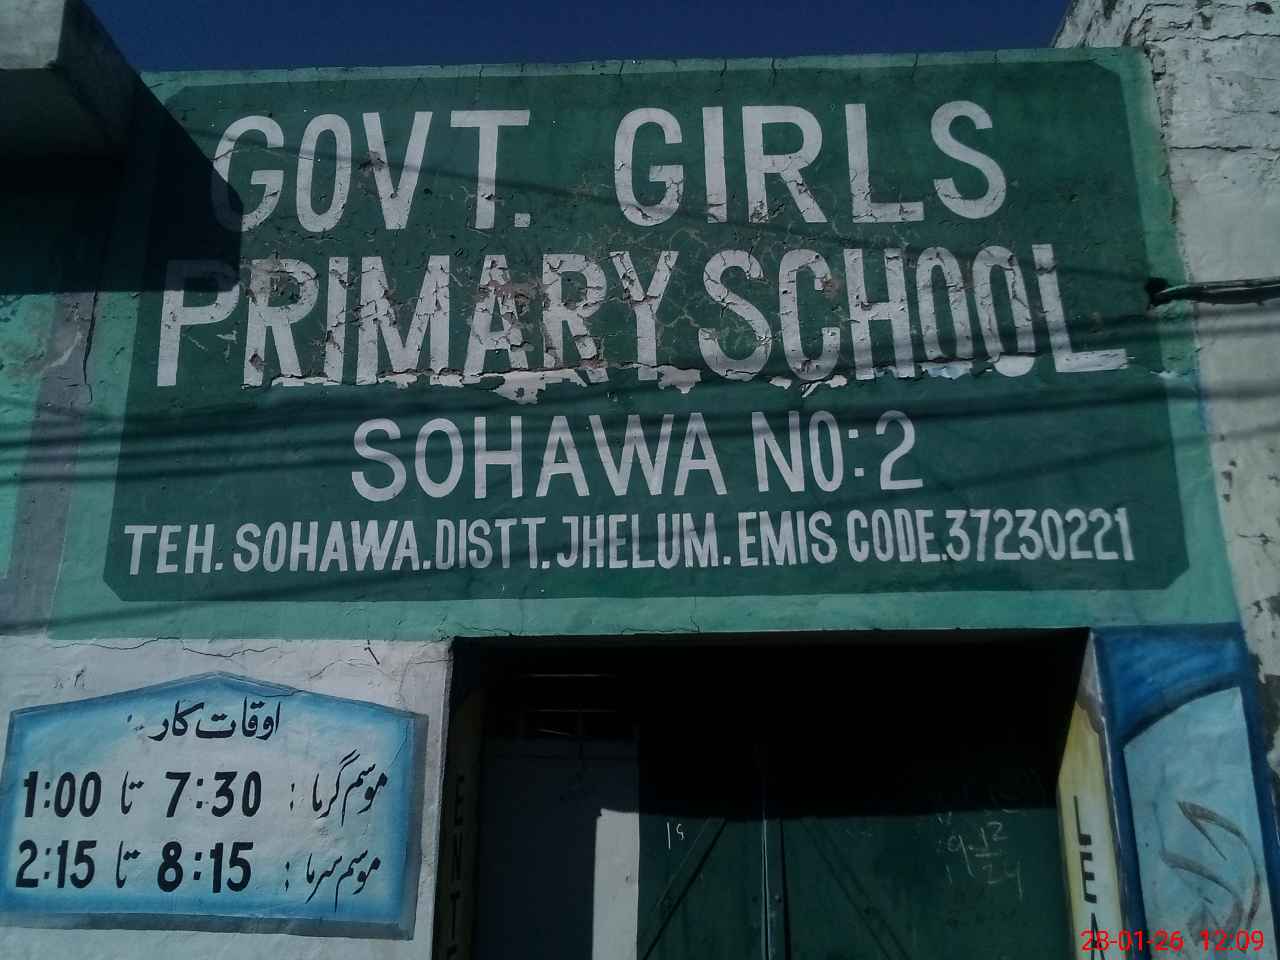 GOVT. GIRLS
PRIMARY SCHOOL
SOHAWA NO:2
TEH. SOHAWA. DISTT. JHELUM. EMIS CODE. 37230221
اوقات کار :-
موسم گرما : 7:30 تا 1:00
موسم سرما : 8:15 تا 2:15
28-01-26 12:09